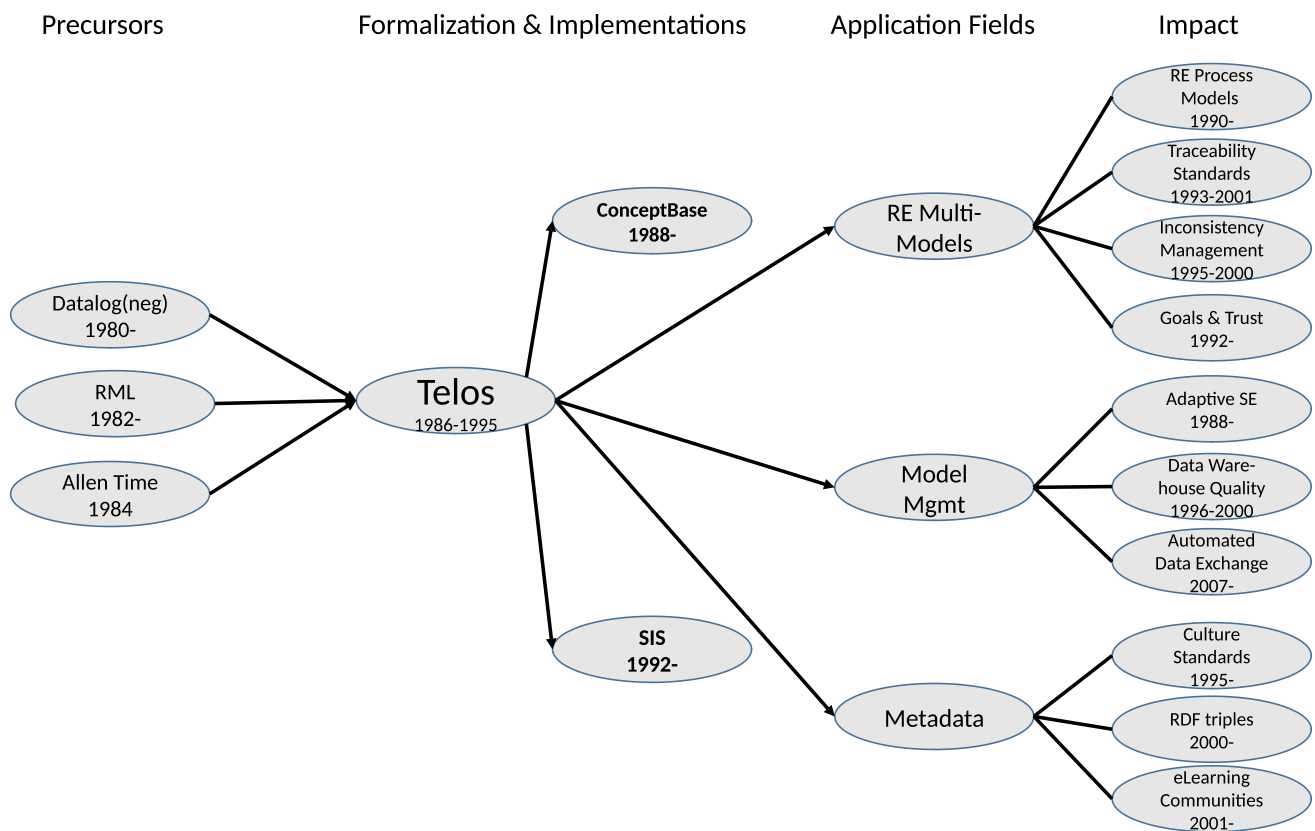 Precursors
Formalization & Implementations
Application Fields
Impact
Datalog(neg)
1980-
RML
1982-
Allen Time
1984
Telos
1986-1995
ConceptBase
1988-
SIS
1992-
RE Multi-
Models
Model
Mgmt
Metadata
RE Process
Models
1990-
Traceability
Standards
1993-2001
Inconsistency
Management
1995-2000
Goals & Trust
1992-
Adaptive SE
1988-
Data Ware-
house Quality
1996-2000
Automated
Data Exchange
2007-
Culture
Standards
1995-
RDF triples
2000-
eLearning
Communities
2001-